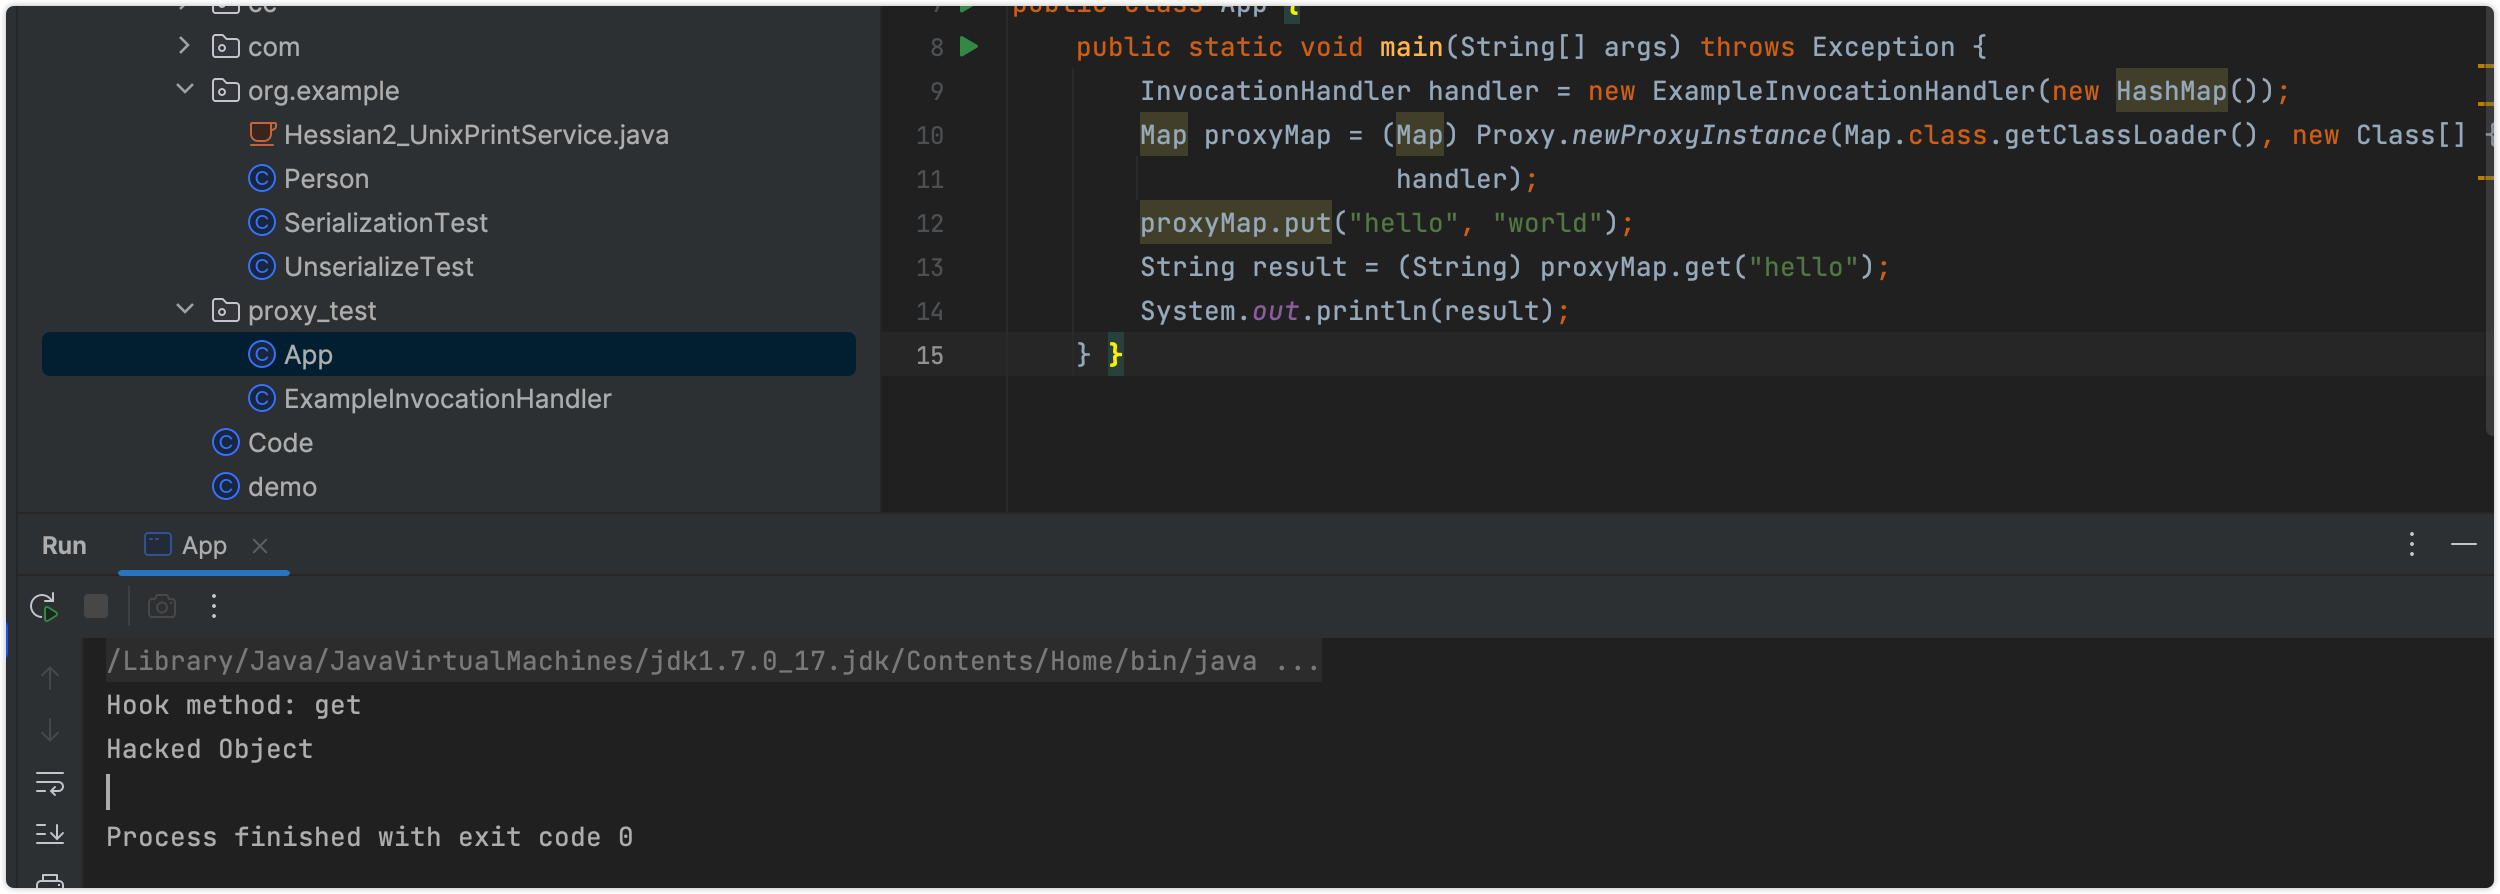 cc
com
org.example
Hessian2_UnixPrintService.java
Person
SerializationTest
UnserializeTest
proxy_test
App
ExampleInvocationHandler
Code
demo
7 public class App {
8 public static void main(String[] args) throws Exception {
9 InvocationHandler handler = new ExampleInvocationHandler(new HashMap());
10 Map proxyMap = (Map) Proxy.newProxyInstance(Map.class.getClassLoader(), new Class[] {
11 handler);
12 proxyMap.put("hello", "world");
13 String result = (String) proxyMap.get("hello");
14 System.out.println(result);
15 } }
Run App
/Library/Java/JavaVirtualMachines/jdk1.7.0_17.jdk/Contents/Home/bin/java ...
Hook method: get
Hacked Object
Process finished with exit code 0